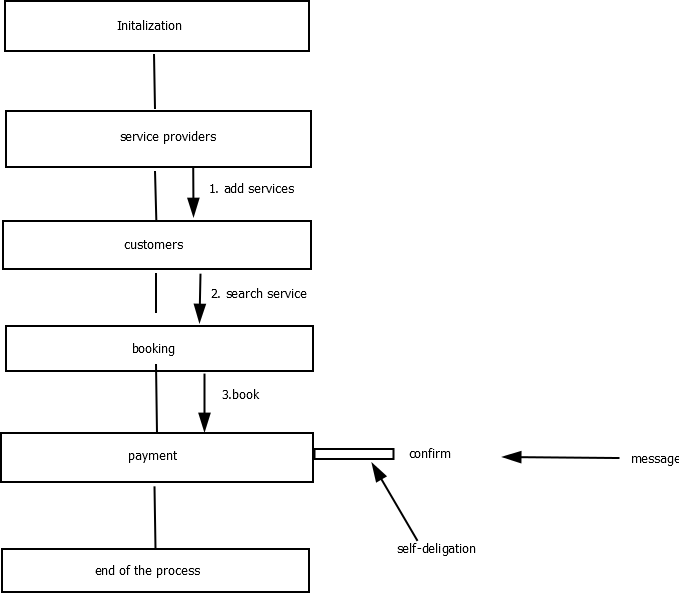 Initalization
service providers
1. add services
customers
2. search service
booking
3.book
payment
confirm
message
self-deligation
end of the process